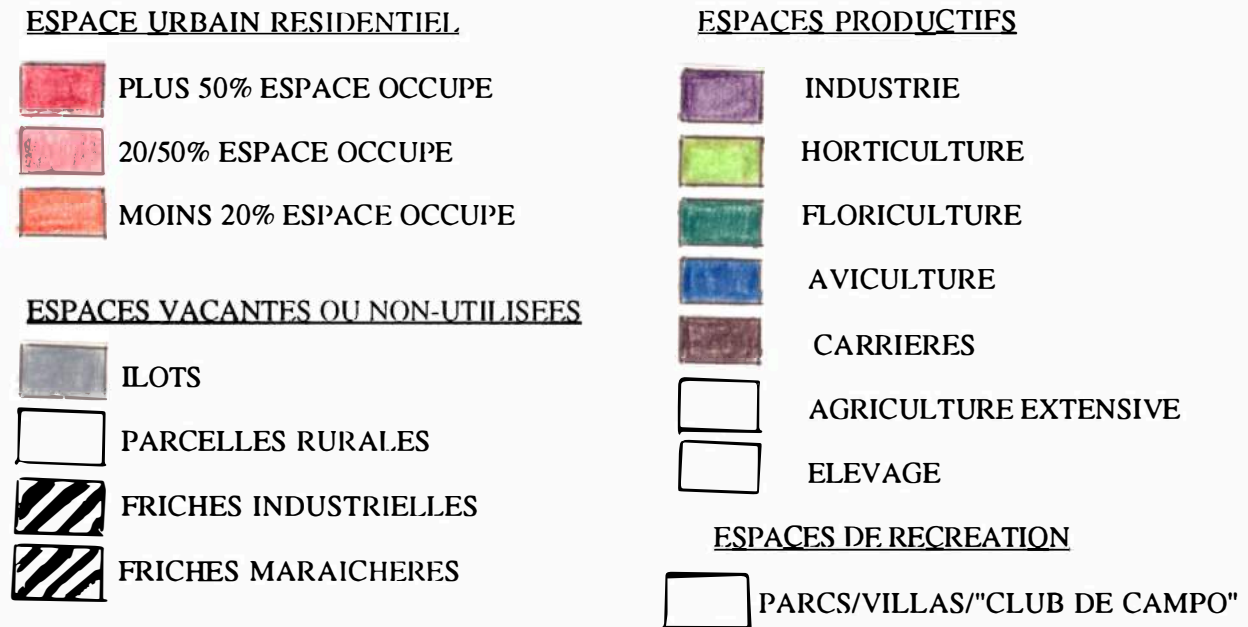 ESPACE URBAIN RESIDENTIEL
PLUS 50% ESPACE OCCUPE
20/50% ESPACE OCCUPE
MOINS 20% ESPACE OCCUPE
ESPACES VACANTES OU NON-UTILISEES
ILOTS
PARCELLES RURALES
FRICHES INDUSTRIELLES
FRICHES MARAICHERES
ESPACES PRODUCTIFS
INDUSTRIE
HORTICULTURE
FLORICULTURE
AVICULTURE
CARRIERES
AGRICULTURE EXTENSIVE
ELEVAGE
ESPACES DE RECREATION
PARCS/VILLAS/"CLUB DE CAMPO"